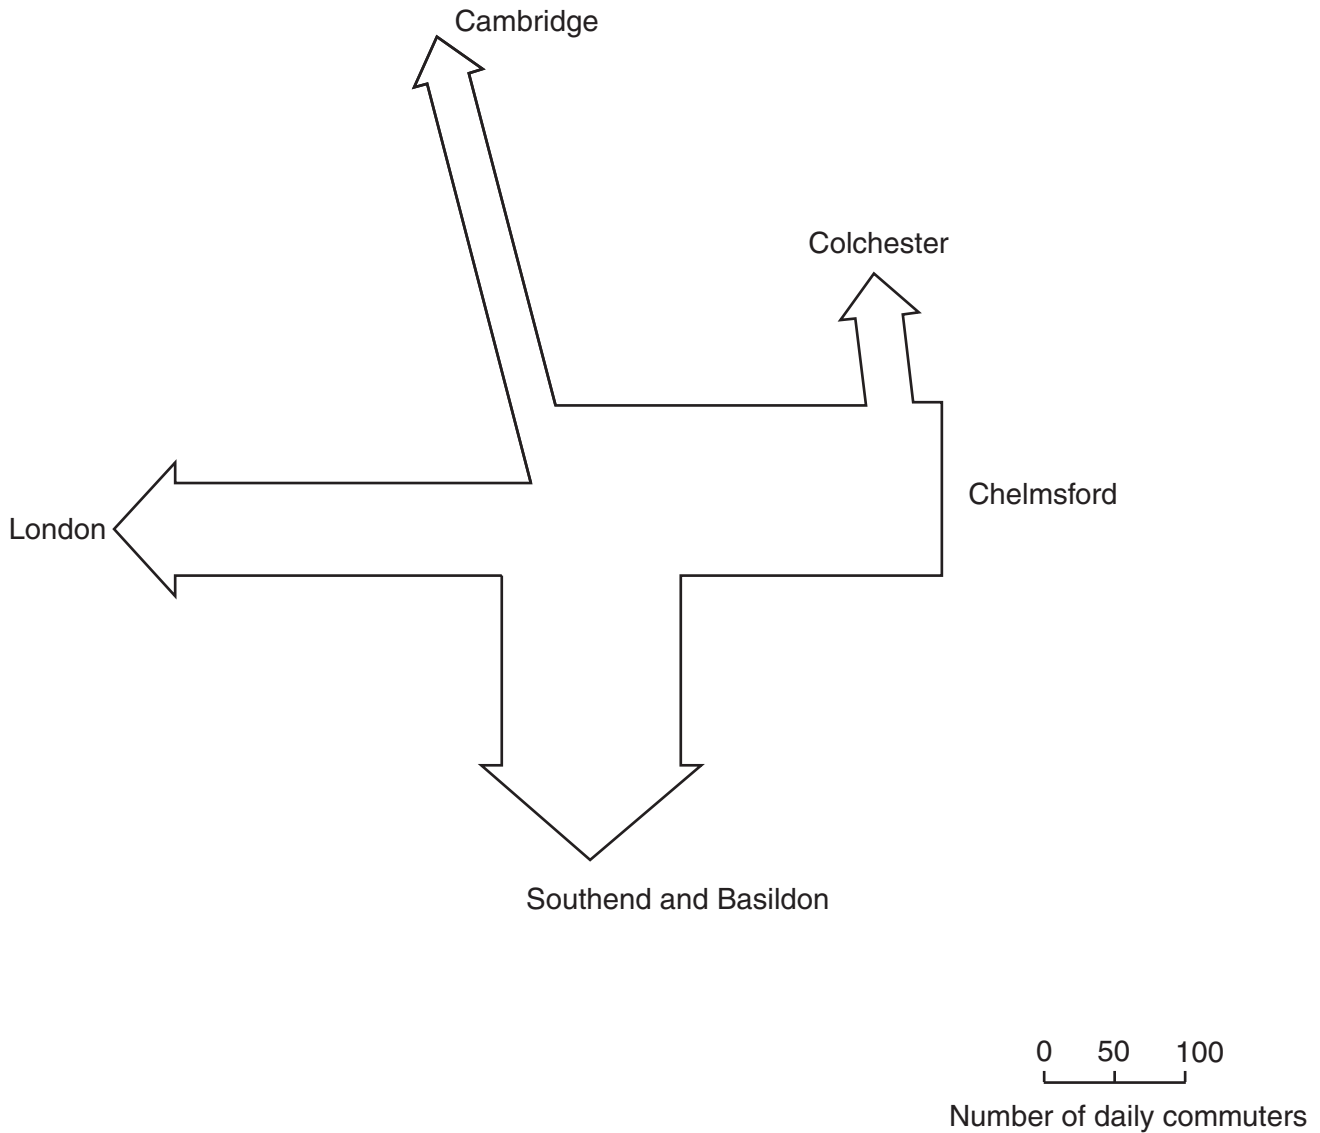 Cambridge
Colchester
Chelmsford
London
Southend and Basildon
0 50 100
Number of daily commuters